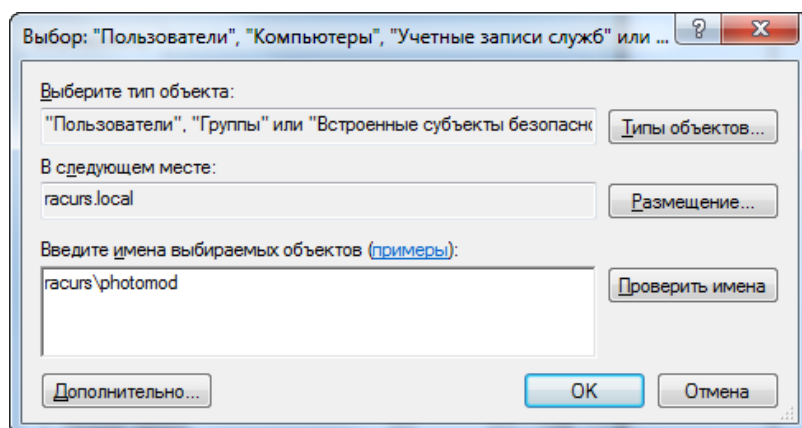 Выбор: "Пользователи", "Компьютеры", "Учетные записи служб" или ...
Выберите тип объекта:
"Пользователи", "Группы" или "Встроенные субъекты безопасно
Типы объектов...
В следующем месте:
racurs.local
Размещение...
Введите имена выбираемых объектов (примеры):
racurs\photomod
Проверить имена
Дополнительно...
OK
Отмена